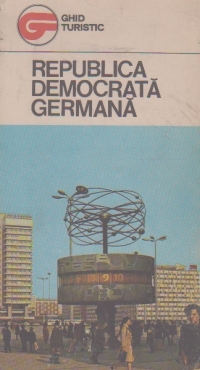 GHID
TURISTIC
REPUBLICA
DEMOCRATĂ
GERMANĂ